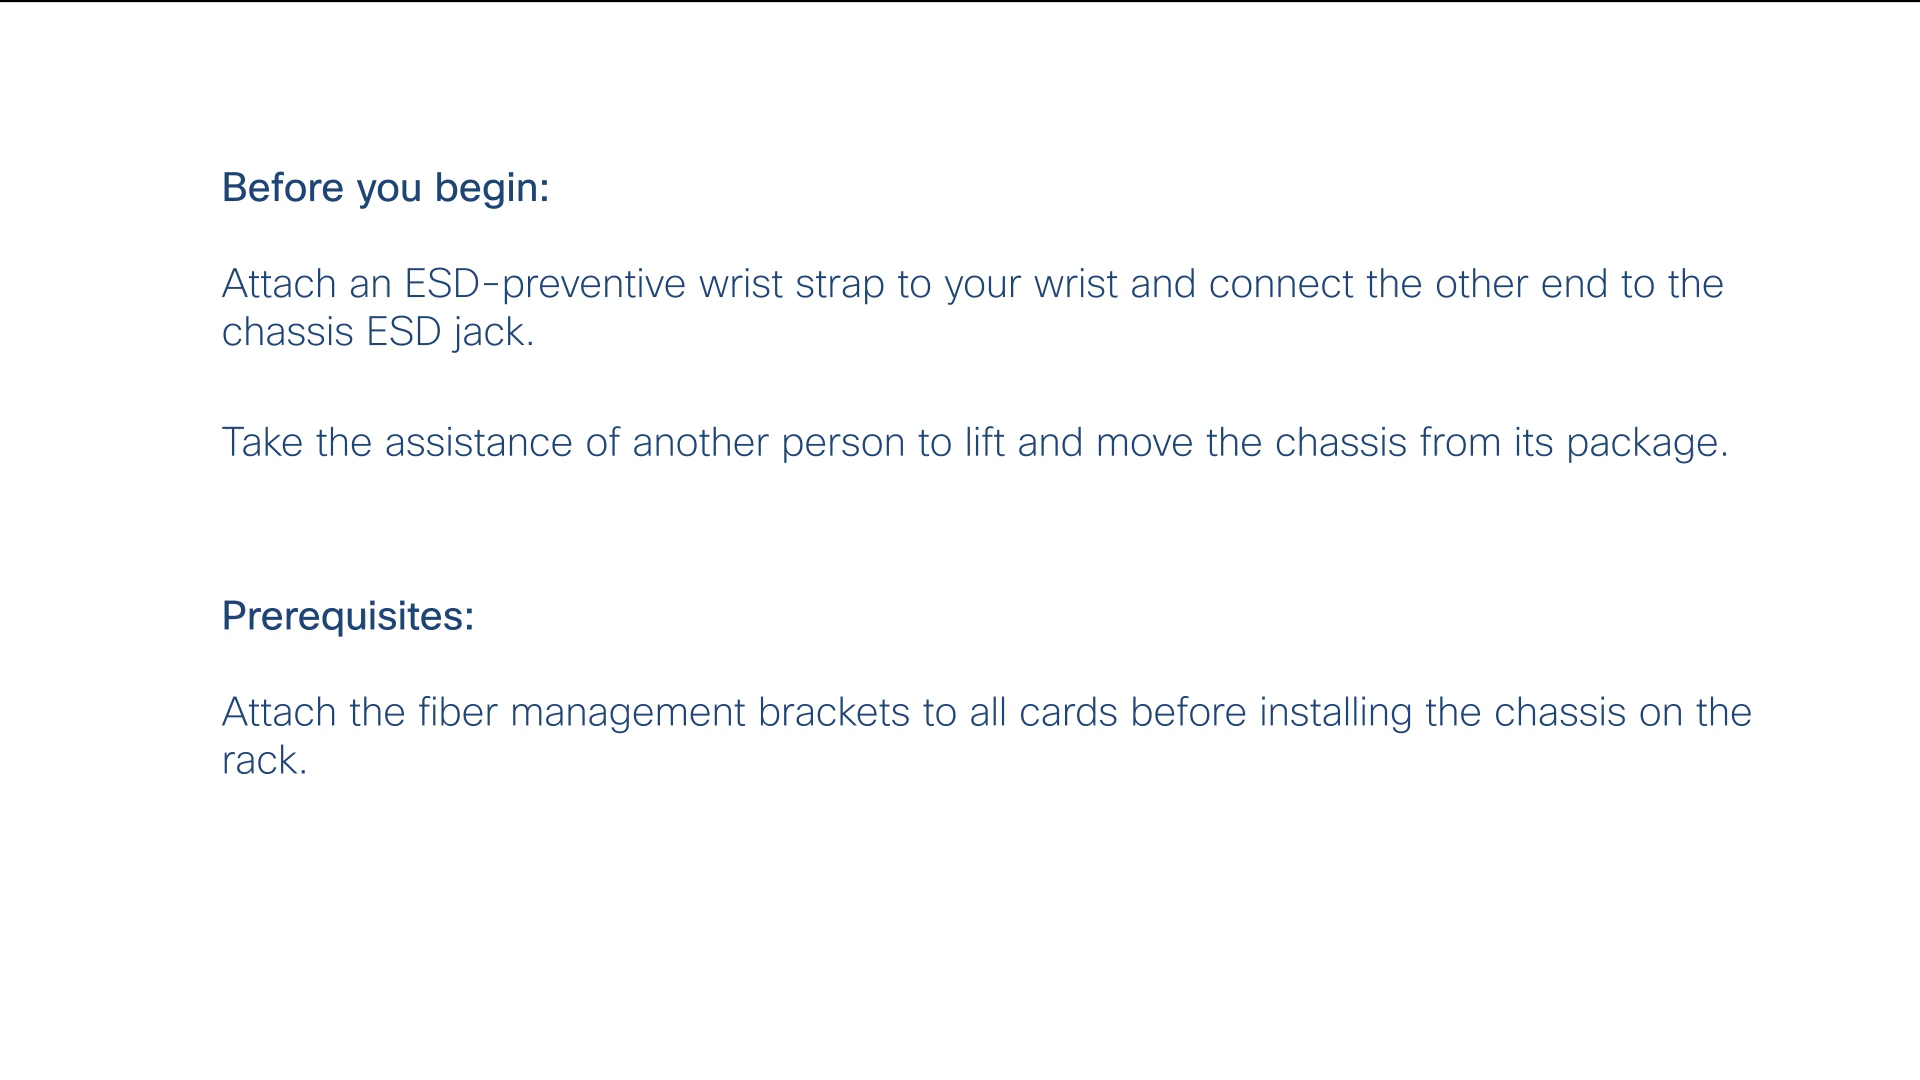 Before you begin:
Attach an ESD-preventive wrist strap to your wrist and connect the other end to the
chassis ESD jack.
Take the assistance of another person to lift and move the chassis from its package.
Prerequisites:
Attach the fiber management brackets to all cards before installing the chassis on the
rack.